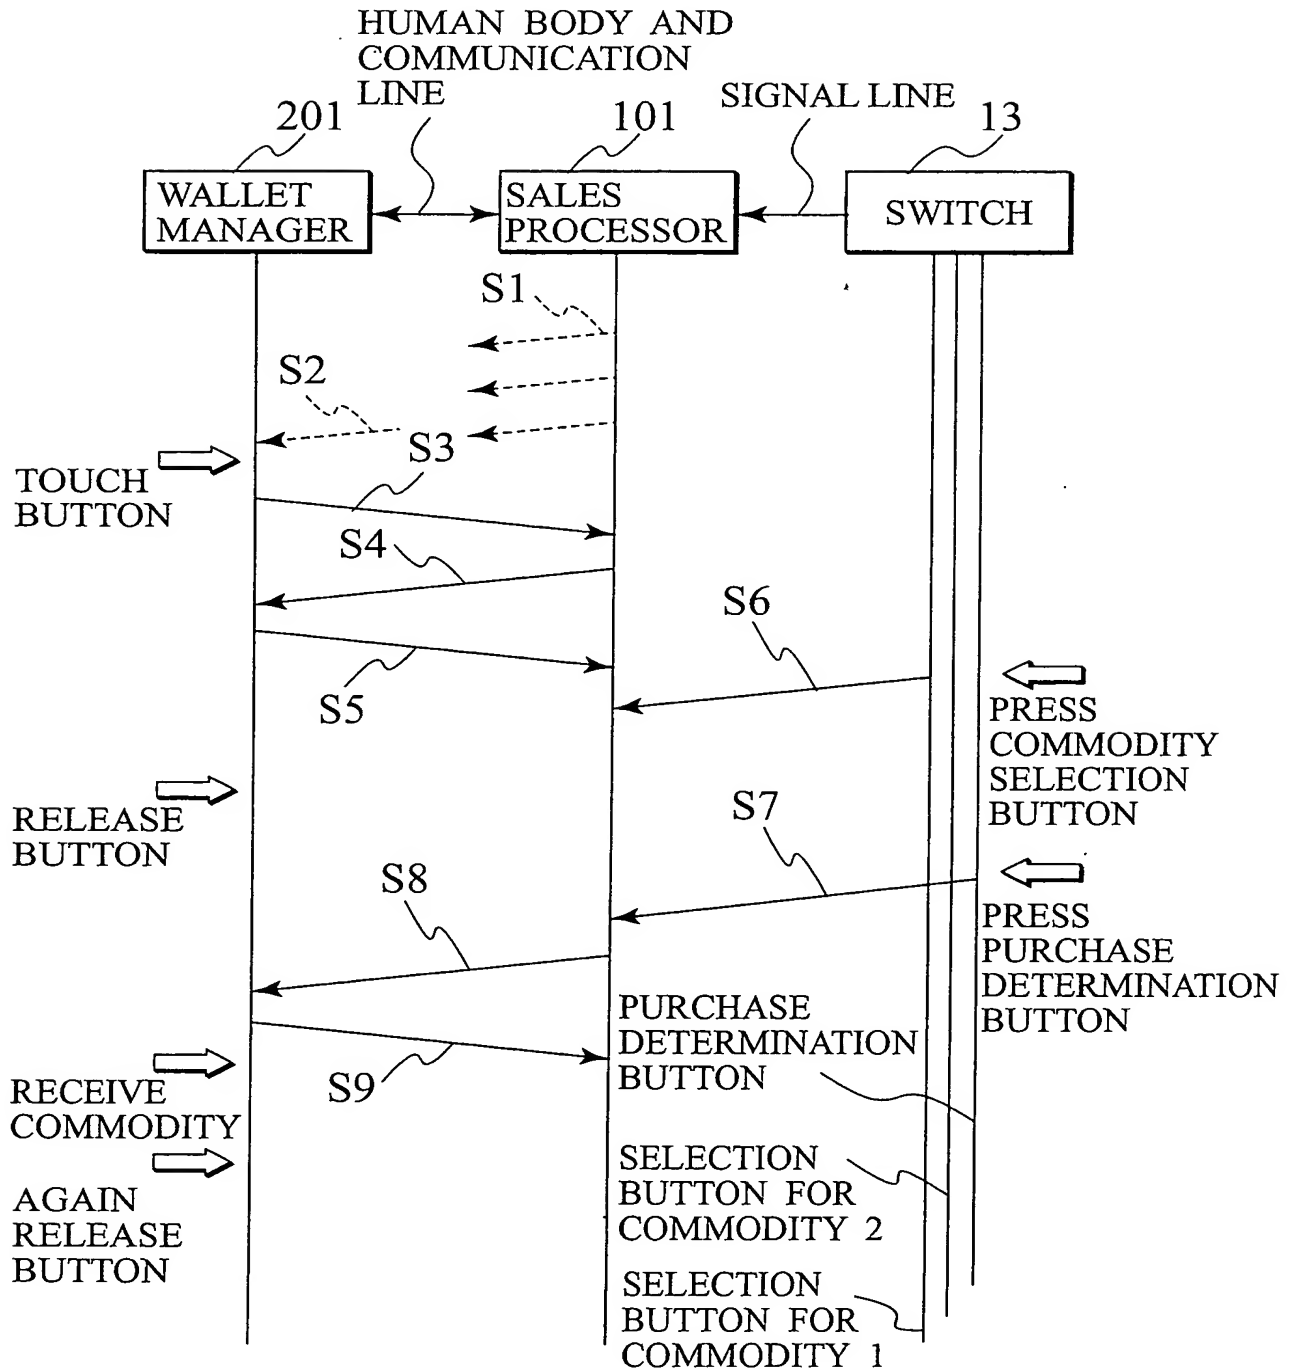 HUMAN BODY AND
COMMUNICATION
LINE
SIGNAL LINE
201
101
13
WALLET
MANAGER
SALES
PROCESSOR
SWITCH
S1
S2
S3
TOUCH
BUTTON
S4
S6
S5
PRESS
COMMODITY
SELECTION
BUTTON
RELEASE
BUTTON
S7
S8
PRESS
PURCHASE
DETERMINATION
BUTTON
PURCHASE
DETERMINATION
BUTTON
S9
RECEIVE
COMMODITY
SELECTION
BUTTON FOR
COMMODITY 2
AGAIN
RELEASE
BUTTON
SELECTION
BUTTON FOR
COMMODITY 1